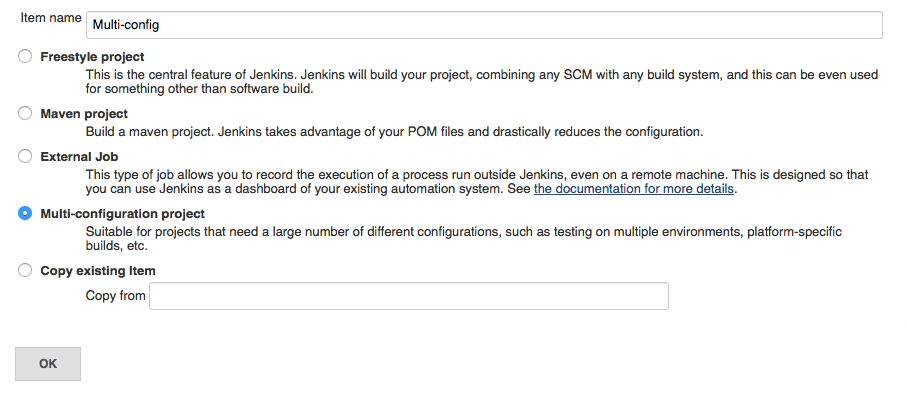 Item name Multi-config
Freestyle project
This is the central feature of Jenkins. Jenkins will build your project, combining any SCM with any build system, and this can be even used
for something other than software build.
Maven project
Build a maven project. Jenkins takes advantage of your POM files and drastically reduces the configuration.
External Job
This type of job allows you to record the execution of a process run outside Jenkins, even on a remote machine. This is designed so that
you can use Jenkins as a dashboard of your existing automation system. See the documentation for more details.
Multi-configuration project
Suitable for projects that need a large number of different configurations, such as testing on multiple environments, platform-specific
builds, etc.
Copy existing Item
Copy from
OK